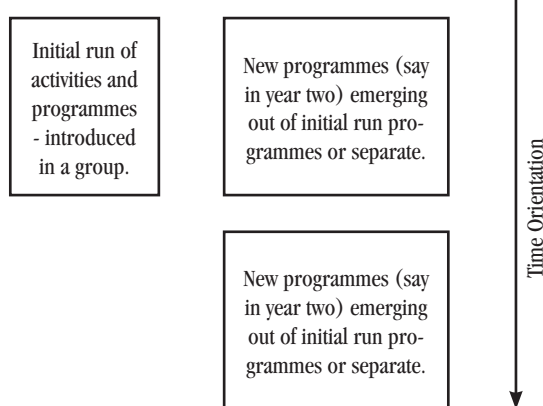 Initial run of
activities and
programmes
- introduced
in a group.
New programmes (say
in year two) emerging
out of initial run pro-
grammes or separate.
New programmes (say
in year two) emerging
out of initial run pro-
grammes or separate.
Time Orientation